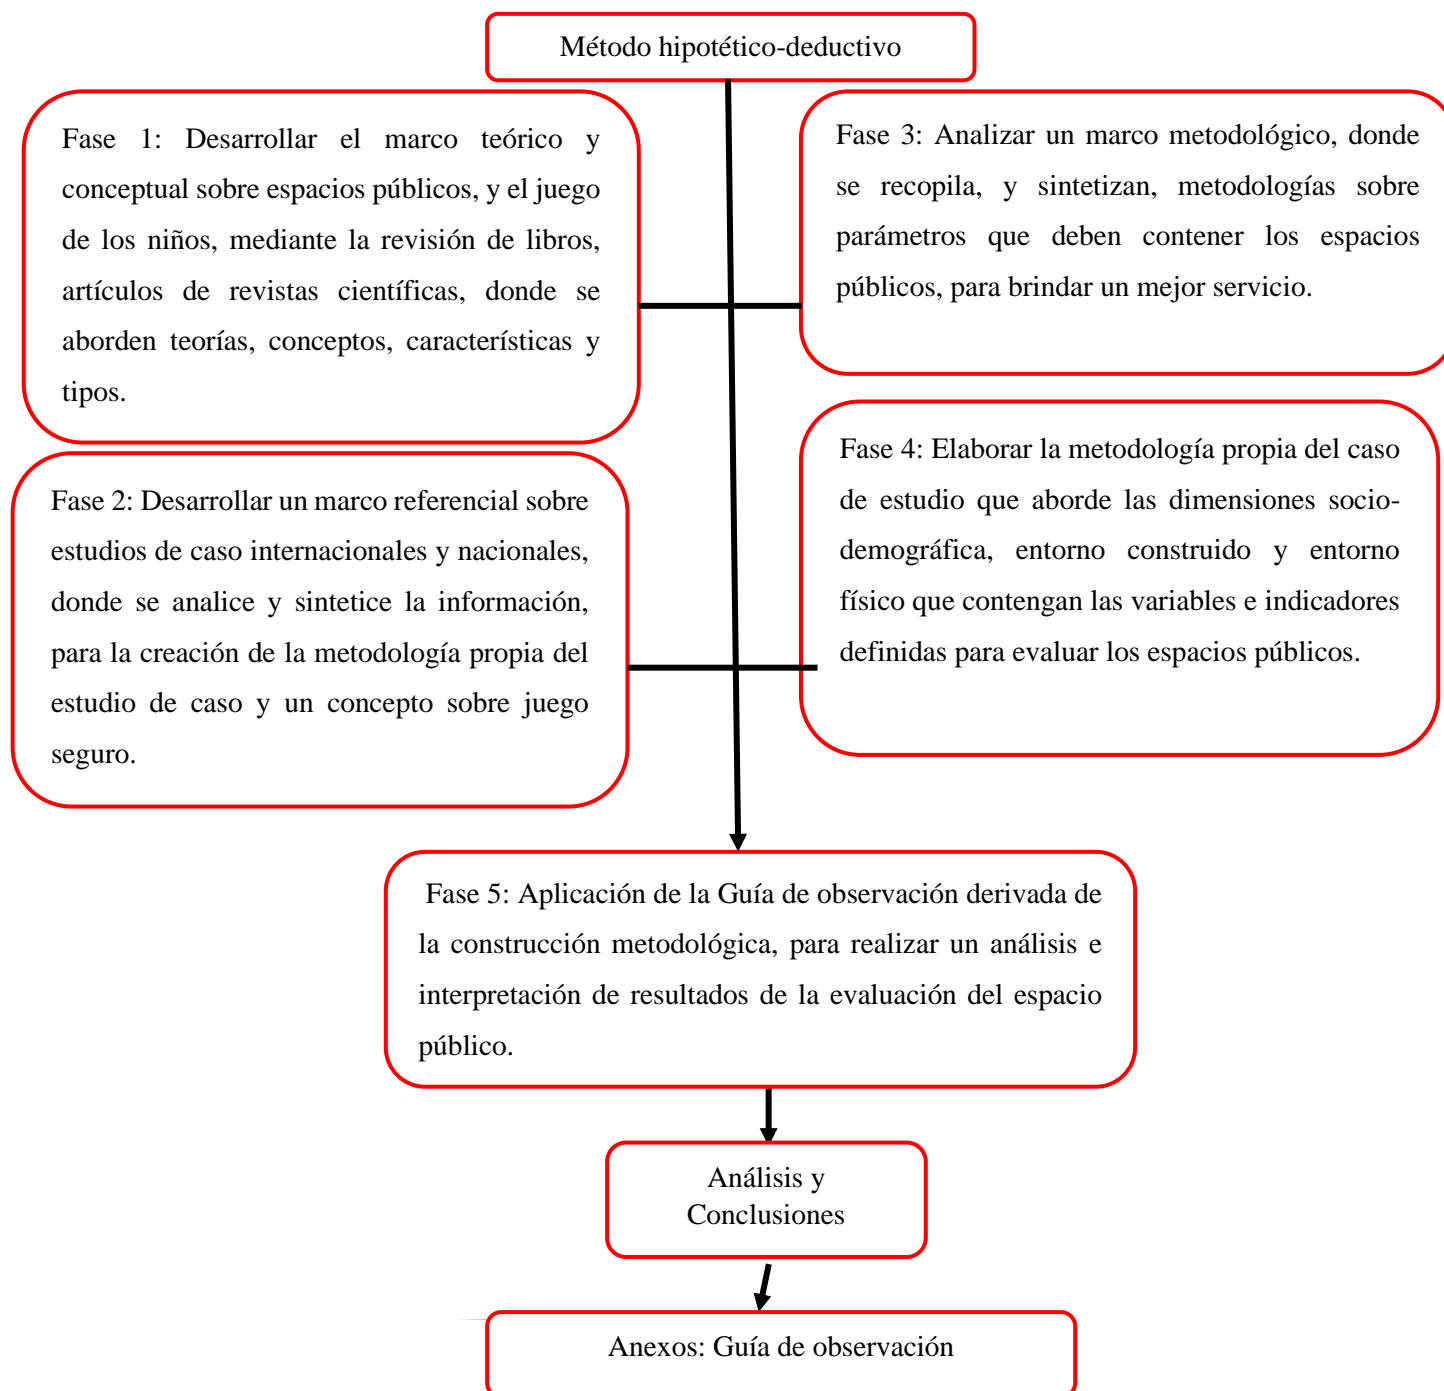 Método hipotético-deductivo
Fase 1: Desarrollar el marco teórico y
conceptual sobre espacios públicos, y el juego
de los niños, mediante la revisión de libros,
artículos de revistas científicas, donde se
aborden teorías, conceptos, características y
tipos.
Fase 2: Desarrollar un marco referencial sobre
estudios de caso internacionales y nacionales,
donde se analice y sintetice la información,
para la creación de la metodología propia del
estudio de caso y un concepto sobre juego
seguro.
Fase 3: Analizar un marco metodológico, donde
se recopila, y sintetizan, metodologías sobre
parámetros que deben contener los espacios
públicos, para brindar un mejor servicio.
Fase 4: Elaborar la metodología propia del caso
de estudio que aborde las dimensiones socio-
demográfica, entorno construido y entorno
físico que contengan las variables e indicadores
definidas para evaluar los espacios públicos.
Fase 5: Aplicación de la Guía de observación derivada de
la construcción metodológica, para realizar un análisis e
interpretación de resultados de la evaluación del espacio
público.
Análisis y
Conclusiones
Anexos: Guía de observación